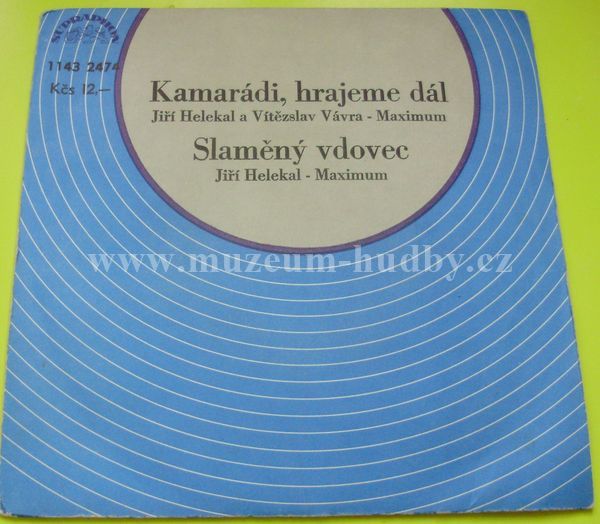 SUPRAPHON
1143 2474
Kčs 12,—
Kamarádi, hrajeme dál
Jiří Helekal a Vítězslav Vávra - Maximum
Slaměný vdovec
Jiří Helekal - Maximum
www.muzeum-hudby.cz